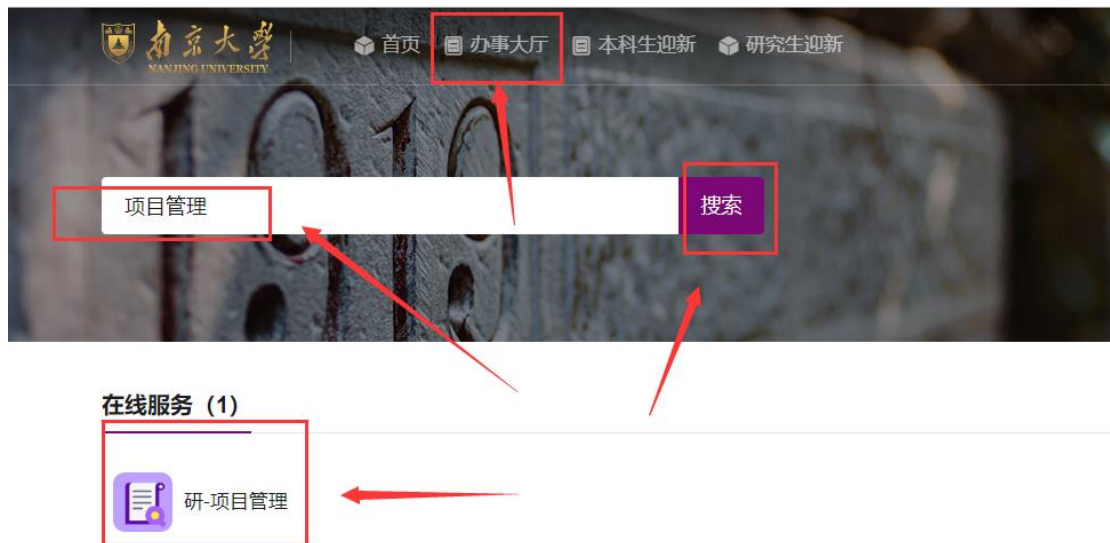 南京大學
NANJING UNIVERSITY
首页 办事大厅 本科生迎新 研究生迎新
项目管理 搜索
在线服务（1）
研-项目管理